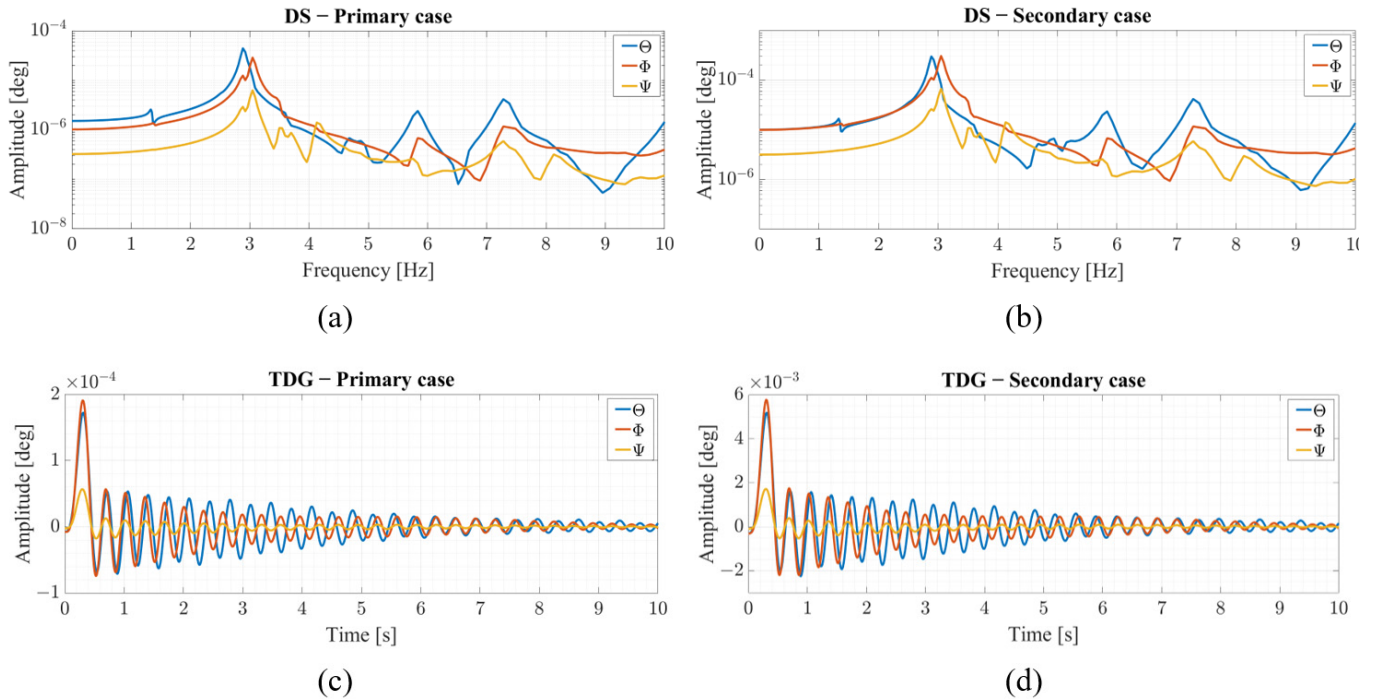 DS – Primary case
Amplitude [deg]
10⁻⁴
10⁻⁶
10⁻⁸
Θ
Φ
Ψ
0 1 2 3 4 5 6 7 8 9 10
Frequency [Hz]
(a)
DS – Secondary case
Amplitude [deg]
10⁻⁴
10⁻⁶
Θ
Φ
Ψ
0 1 2 3 4 5 6 7 8 9 10
Frequency [Hz]
(b)
×10⁻⁴
TDG – Primary case
Amplitude [deg]
2
1
0
−1
Θ
Φ
Ψ
0 1 2 3 4 5 6 7 8 9 10
Time [s]
(c)
×10⁻³
TDG – Secondary case
Amplitude [deg]
6
4
2
0
−2
Θ
Φ
Ψ
0 1 2 3 4 5 6 7 8 9 10
Time [s]
(d)